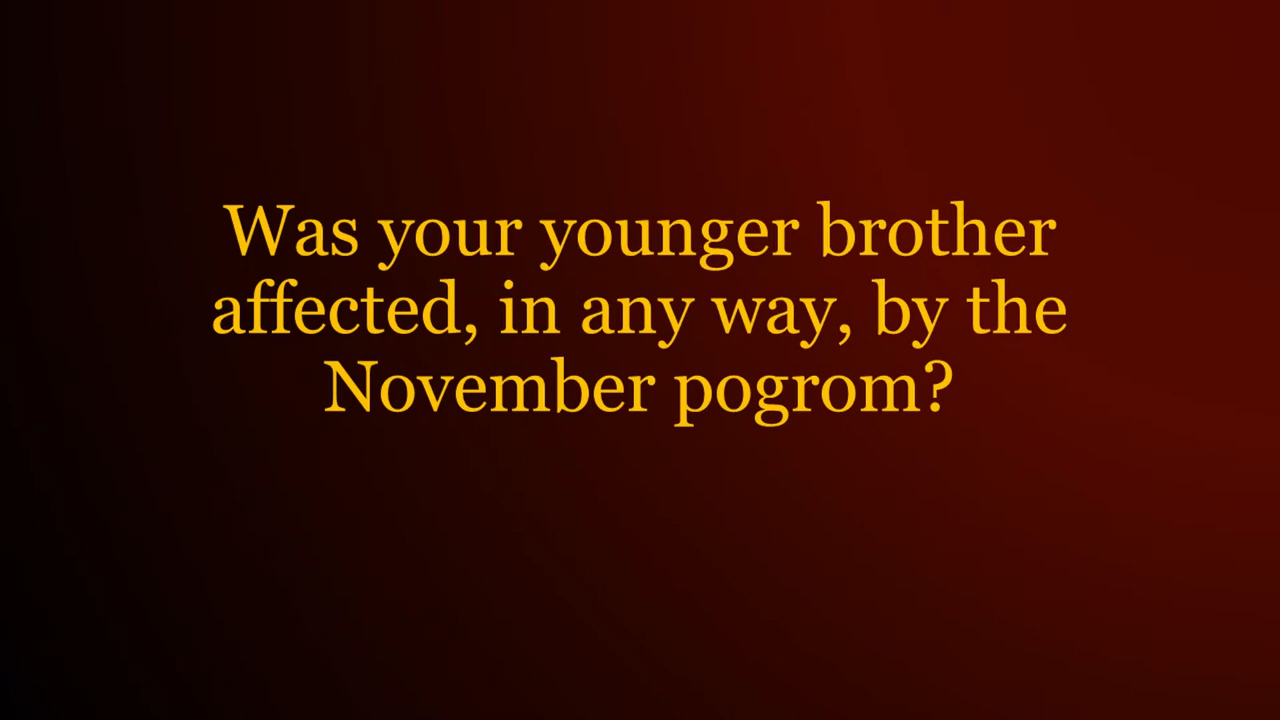 Was your younger brother
affected, in any way, by the
November pogrom?